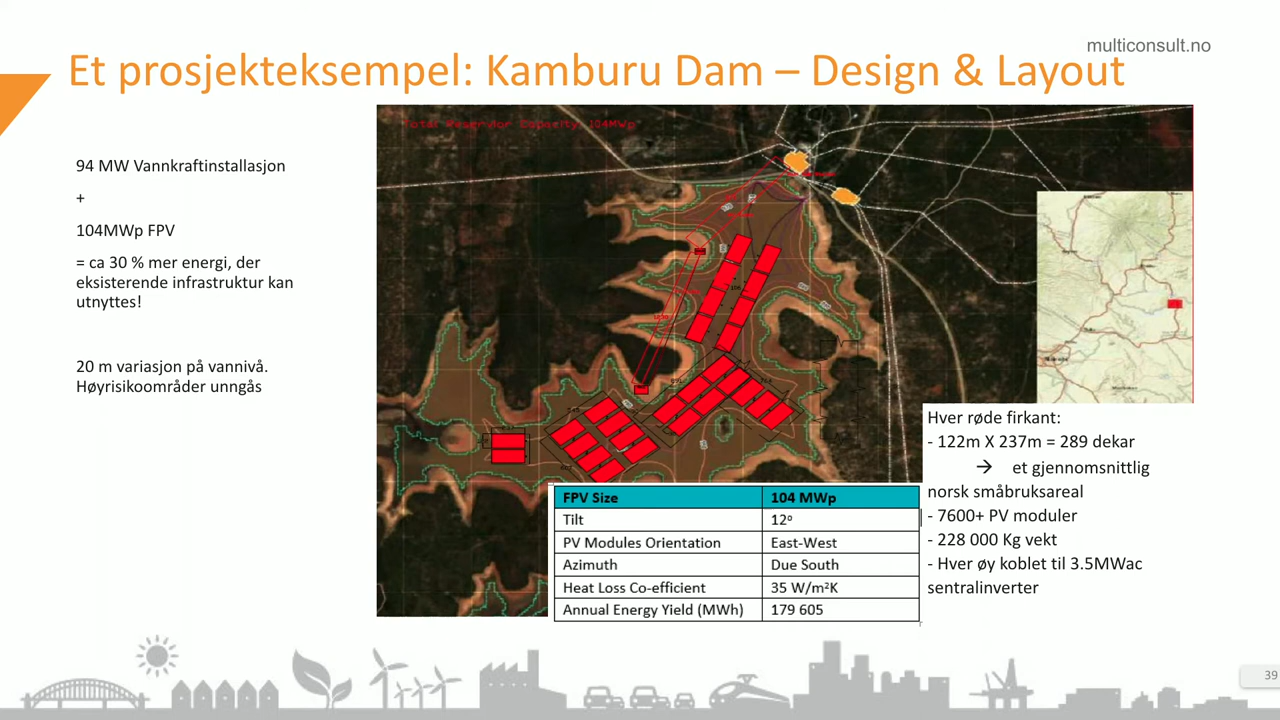 multiconsult.no
Et prosjekteksempel: Kamburu Dam – Design & Layout
94 MW Vannkraftinstallasjon
+
104MWp FPV
= ca 30 % mer energi, der
eksisterende infrastruktur kan
utnyttes!
20 m variasjon på vannivå.
Høyrisikoområder unngås
Total Reservior Capacity: 104MWp
Hver røde firkant:
- 122m X 237m = 289 dekar
→ et gjennomsnittlig
norsk småbruksareal
- 7600+ PV moduler
- 228 000 Kg vekt
- Hver øy koblet til 3.5MWac
sentralinverter
FPV Size 104 MWp
Tilt 12º
PV Modules Orientation East-West
Azimuth Due South
Heat Loss Co-efficient 35 W/m²K
Annual Energy Yield (MWh) 179 605
39